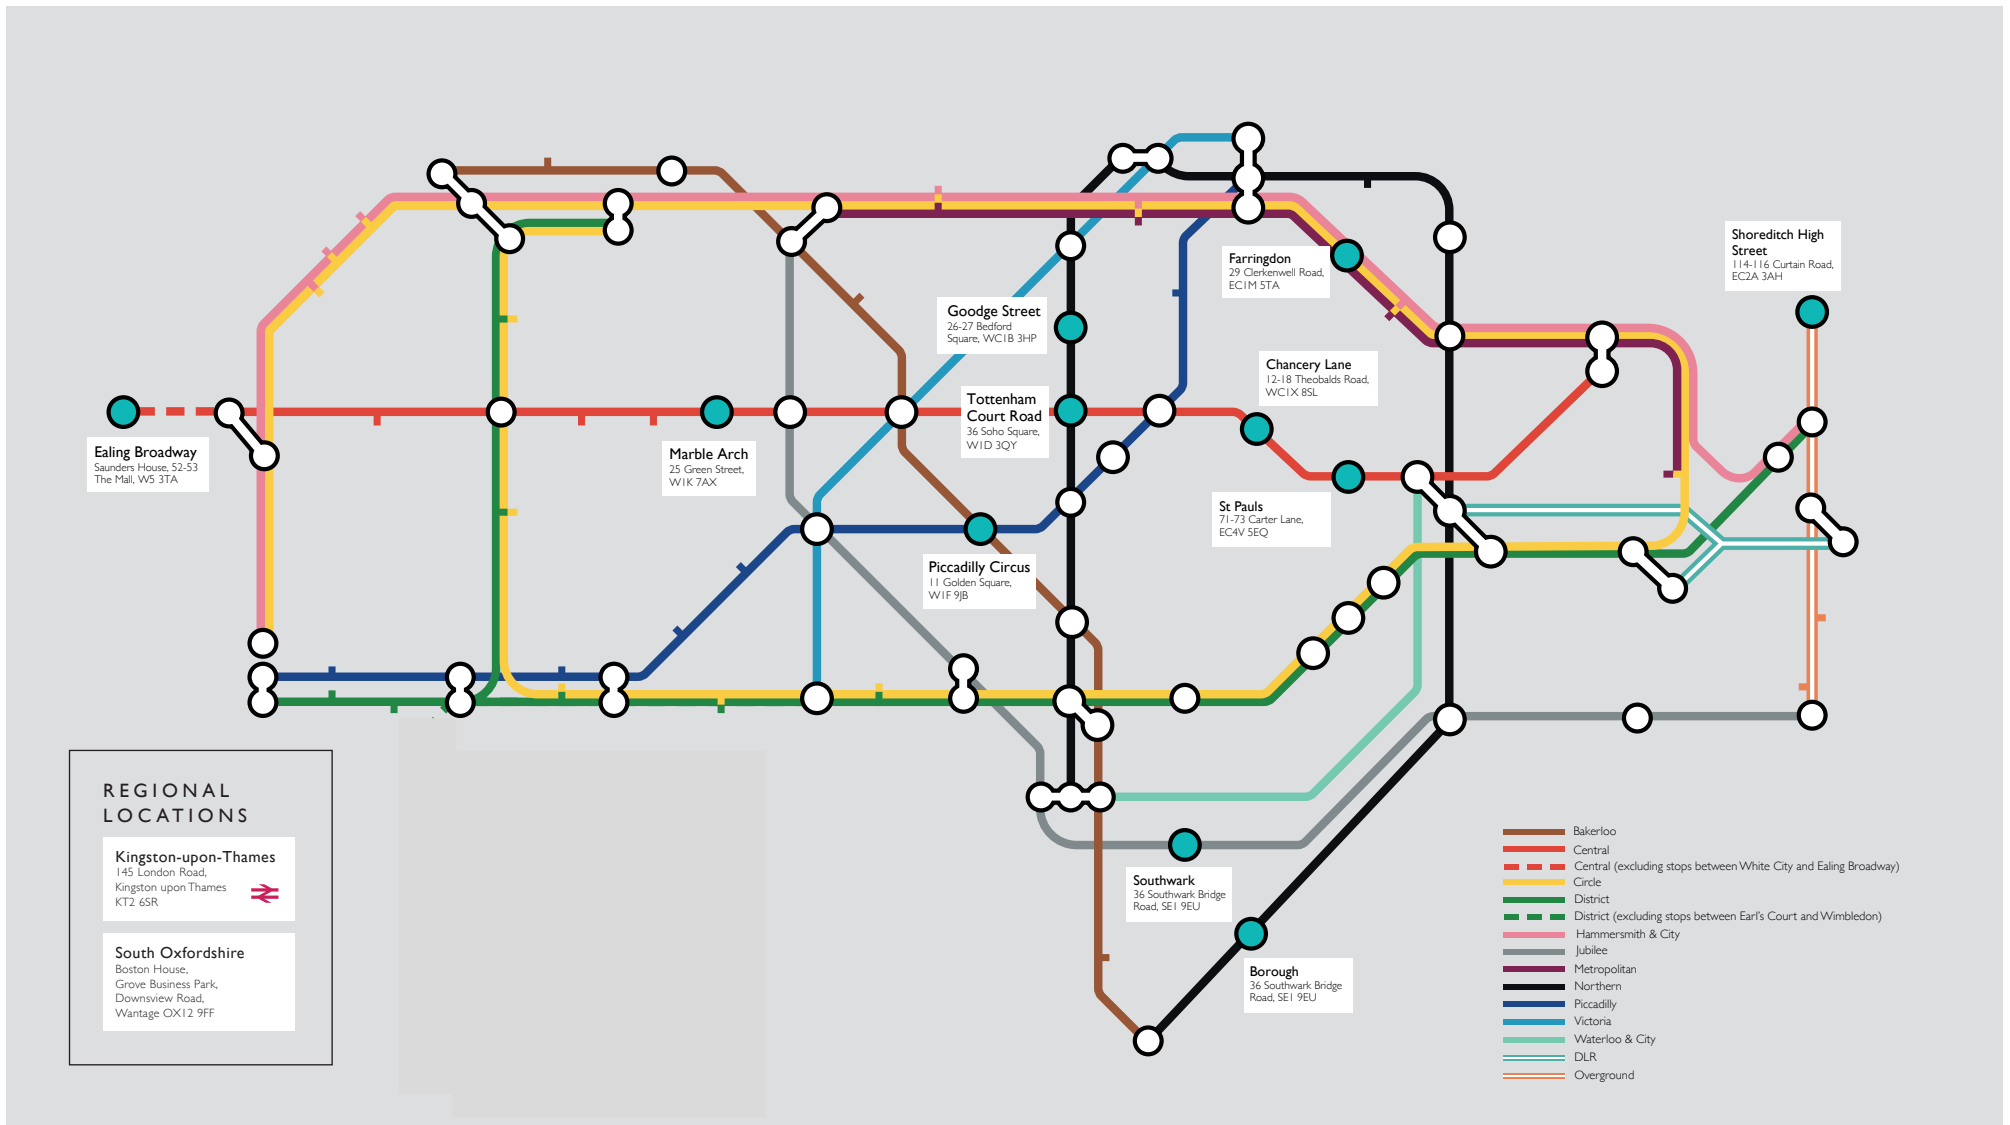 Shoreditch High
Street
114-116 Curtain Road,
EC2A 3AH
Farringdon
29 Clerkenwell Road,
EC1M 5TA
Goodge Street
26-27 Bedford
Square, WC1B 3HP
Chancery Lane
12-18 Theobalds Road,
WC1X 8SL
Tottenham
Court Road
36 Soho Square,
W1D 3QY
Ealing Broadway
Saunders House, 52-53
The Mall, W5 3TA
Marble Arch
25 Green Street,
W1K 7AX
St Pauls
71-73 Carter Lane,
EC4V 5EQ
Piccadilly Circus
11 Golden Square,
W1F 9JB
Southwark
36 Southwark Bridge
Road, SE1 9EU
Borough
36 Southwark Bridge
Road, SE1 9EU
REGIONAL
LOCATIONS
Kingston-upon-Thames
145 London Road,
Kingston upon Thames
KT2 6SR
South Oxfordshire
Boston House,
Grove Business Park,
Downsview Road,
Wantage OX12 9FF
Bakerloo
Central
Central (excluding stops between White City and Ealing Broadway)
Circle
District
District (excluding stops between Earl's Court and Wimbledon)
Hammersmith & City
Jubilee
Metropolitan
Northern
Piccadilly
Victoria
Waterloo & City
DLR
Overground